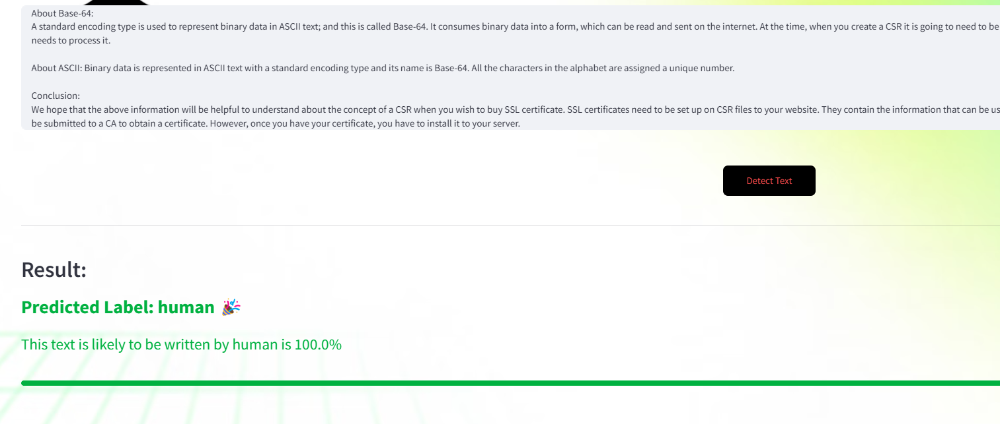 About Base-64:
A standard encoding type is used to represent binary data in ASCII text; and this is called Base-64. It consumes binary data into a form, which can be read and sent on the internet. At the time, when you create a CSR it is going to need to be
needs to process it.
About ASCII: Binary data is represented in ASCII text with a standard encoding type and its name is Base-64. All the characters in the alphabet are assigned a unique number.
Conclusion:
We hope that the above information will be helpful to understand about the concept of a CSR when you wish to buy SSL certificate. SSL certificates need to be set up on CSR files to your website. They contain the information that can be
be submitted to a CA to obtain a certificate. However, once you have your certificate, you have to install it to your server.
Detect Text
Result:
Predicted Label: human 🎉
This text is likely to be written by human is 100.0%